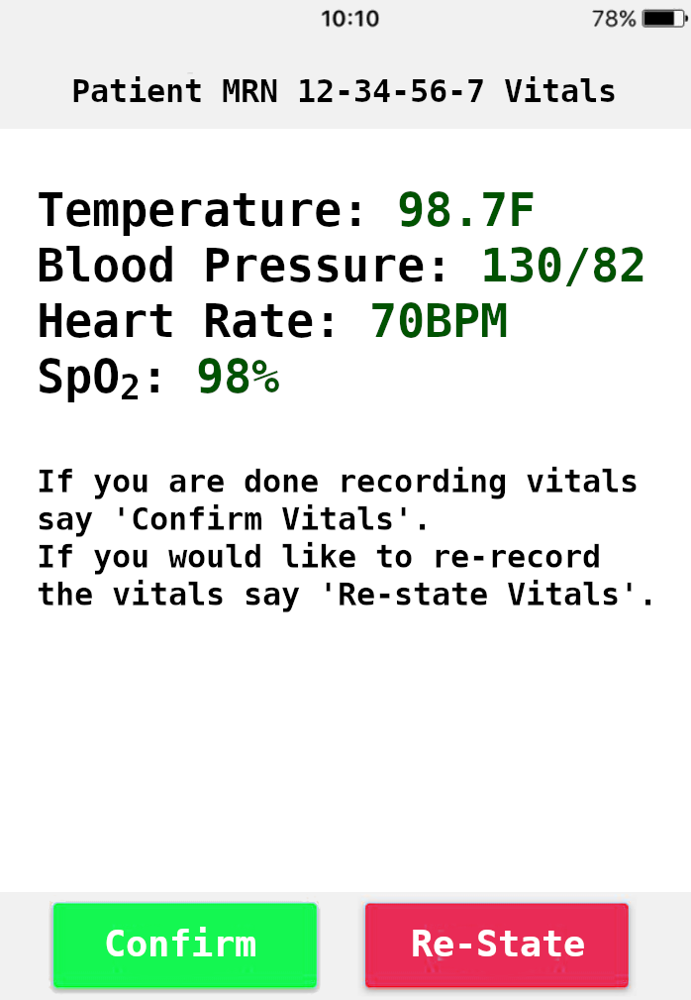 10:10
78%
Patient MRN 12-34-56-7 Vitals
Temperature: 98.7F
Blood Pressure: 130/82
Heart Rate: 70BPM
SpO₂: 98%
If you are done recording vitals
say 'Confirm Vitals'.
If you would like to re-record
the vitals say 'Re-state Vitals'.
Confirm
Re-State